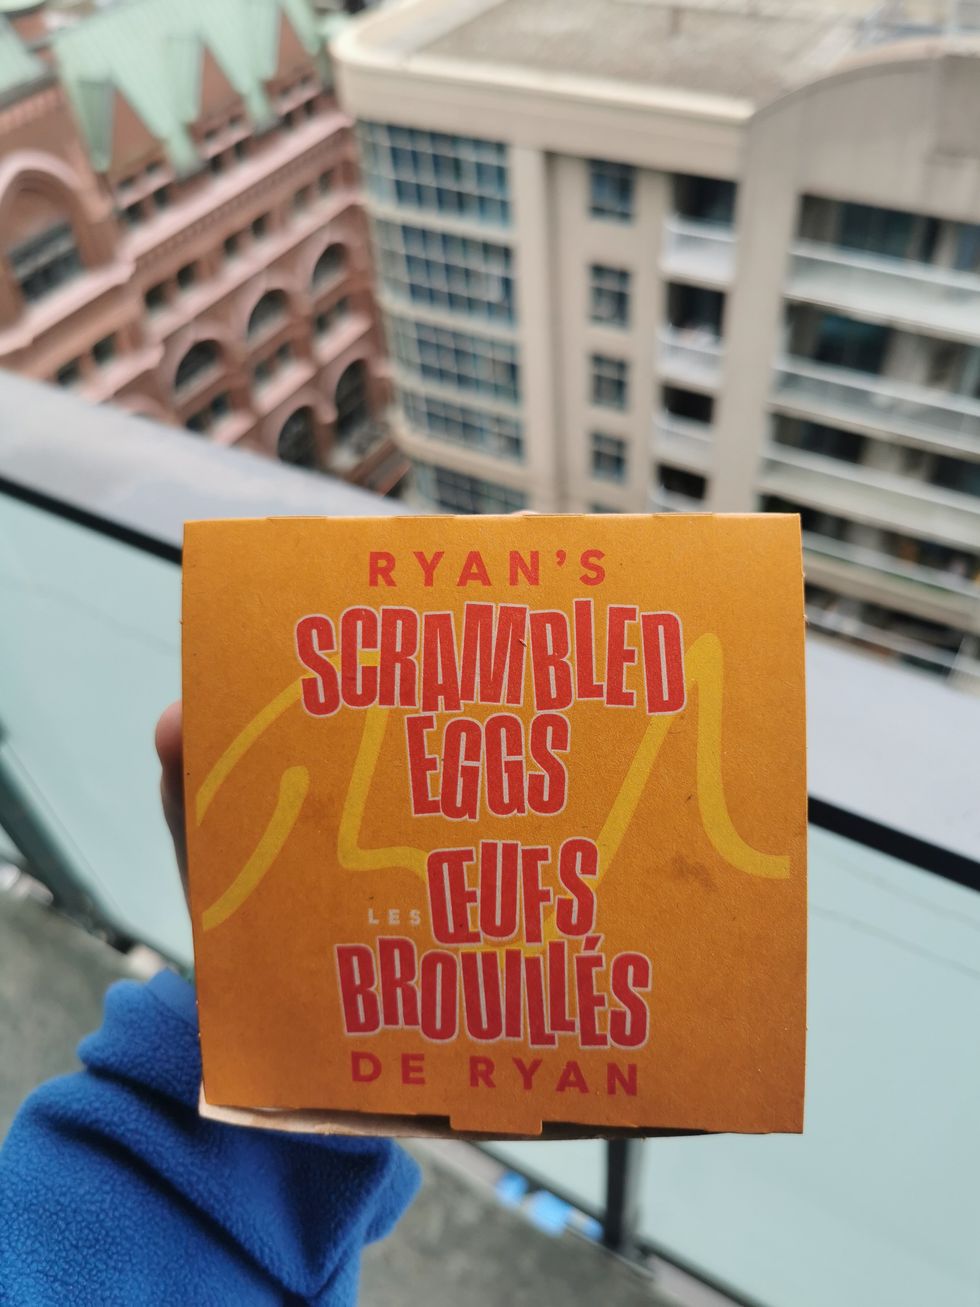 RYAN'S
SCRAMBLED
EGGS
LES ŒUFS
BROUILLÉS
DE RYAN